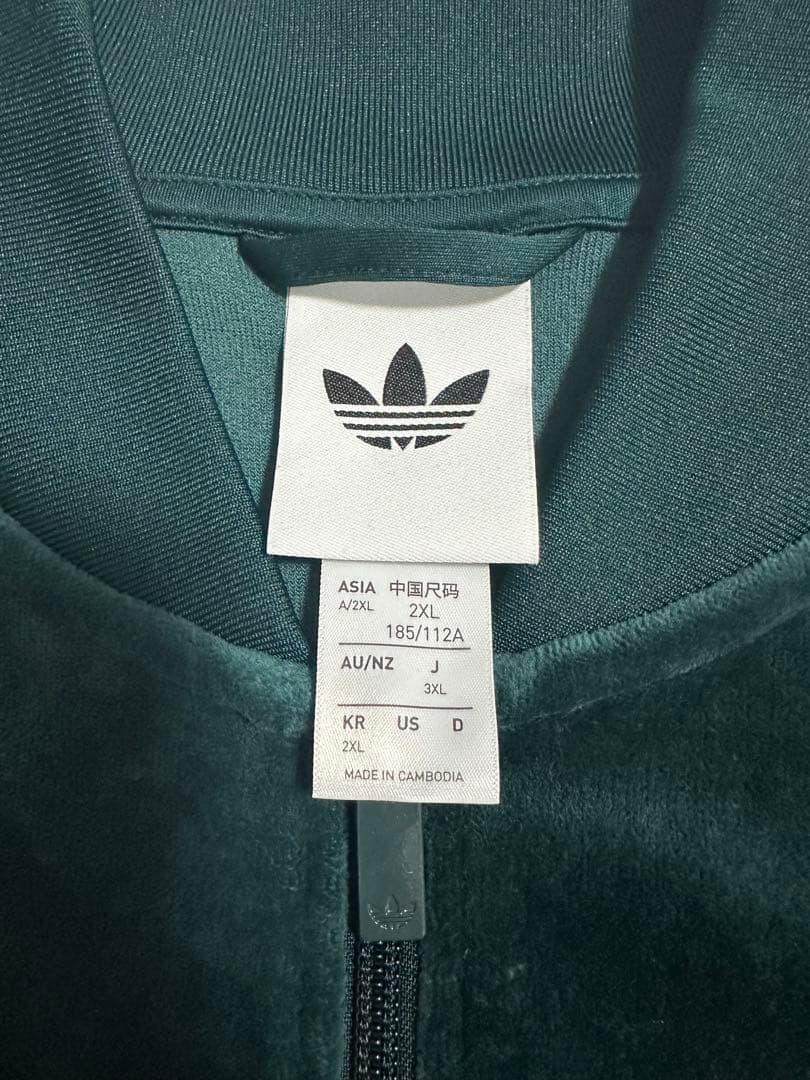 ASIA 中国尺码
A/2XL 2XL
185/112A
AU/NZ J
3XL
KR US D
2XL
MADE IN CAMBODIA